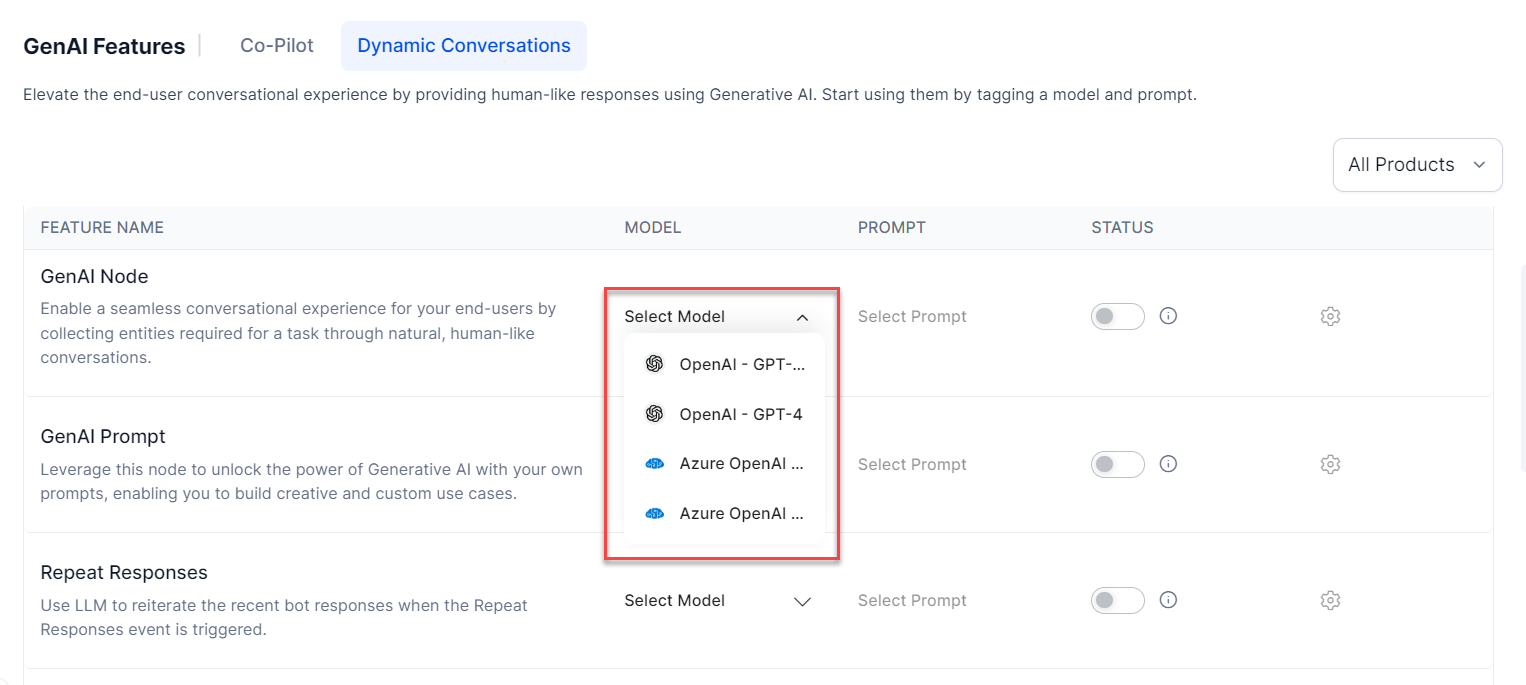 GenAI Features
Co-Pilot
Dynamic Conversations
Elevate the end-user conversational experience by providing human-like responses using Generative AI. Start using them by tagging a model and prompt.
All Products
FEATURE NAME
MODEL
PROMPT
STATUS
GenAI Node
Enable a seamless conversational experience for your end-users by
collecting entities required for a task through natural, human-like
conversations.
Select Model
Select Prompt
OpenAI - GPT-...
OpenAI - GPT-4
Azure OpenAI ...
Azure OpenAI ...
GenAI Prompt
Leverage this node to unlock the power of Generative AI with your own
prompts, enabling you to build creative and custom use cases.
Select Prompt
Repeat Responses
Use LLM to reiterate the recent bot responses when the Repeat
Responses event is triggered.
Select Model
Select Prompt